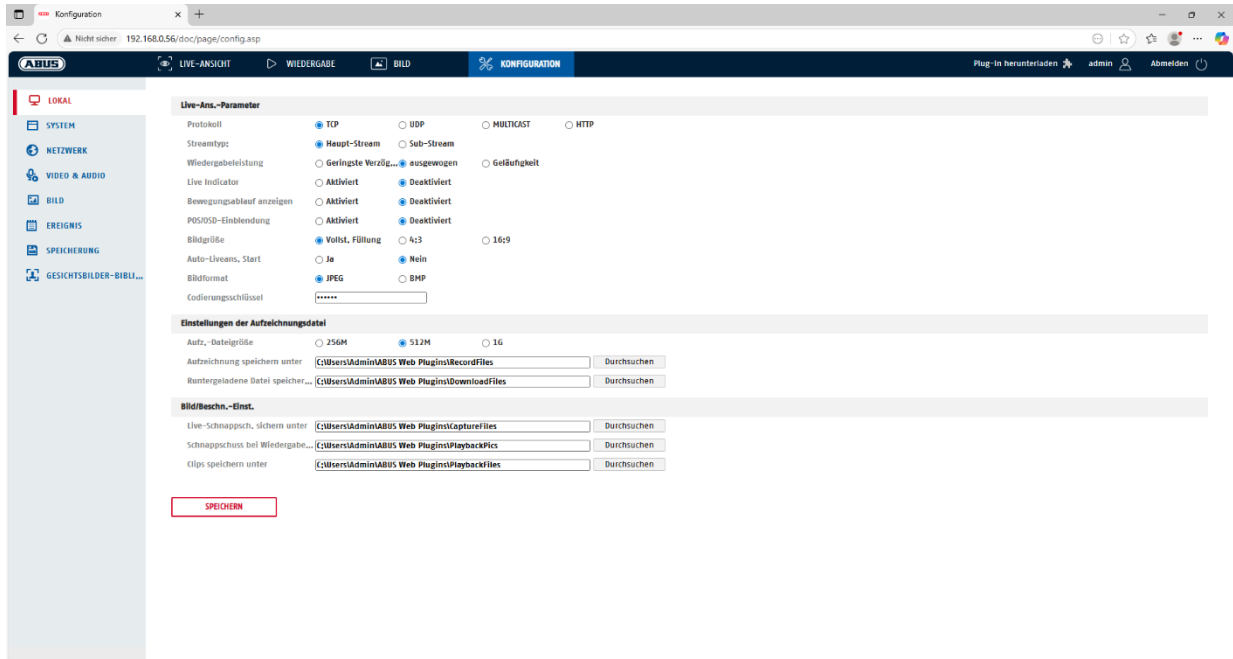 Konfiguration
Nicht sicher 192.168.0.56/doc/page/config.asp
ABUS LIVE-ANSICHT WIEDERGABE BILD KONFIGURATION Plug-in herunterladen admin Abmelden
LOKAL
SYSTEM
NETZWERK
VIDEO & AUDIO
BILD
EREIGNIS
SPEICHERUNG
GESICHTSBILDER-BIBLI...
Live-Ans.-Parameter
Protokoll TCP UDP MULTICAST HTTP
Streamtyp: Haupt-Stream Sub-Stream
Wiedergabeleistung Geringste Verzög... ausgewogen Geläufigkeit
Live Indicator Aktiviert Deaktiviert
Bewegungsablauf anzeigen Aktiviert Deaktiviert
POS/OSD-Einblendung Aktiviert Deaktiviert
Bildgröße Vollst. Füllung 4:3 16:9
Auto-Liveans. Start Ja Nein
Bildformat JPEG BMP
Codierungsschlüssel ••••••
Einstellungen der Aufzeichnungsdatei
Aufz.-Dateigröße 256M 512M 1G
Aufzeichnung speichern unter C:\Users\Admin\ABUS Web Plugins\RecordFiles Durchsuchen
Runtergeladene Datei speicher... C:\Users\Admin\ABUS Web Plugins\DownloadFiles Durchsuchen
Bild/Beschn.-Einst.
Live-Schnappsch. sichern unter C:\Users\Admin\ABUS Web Plugins\CaptureFiles Durchsuchen
Schnappschuss bei Wiedergabe... C:\Users\Admin\ABUS Web Plugins\PlaybackPics Durchsuchen
Clips speichern unter C:\Users\Admin\ABUS Web Plugins\PlaybackFiles Durchsuchen
SPEICHERN